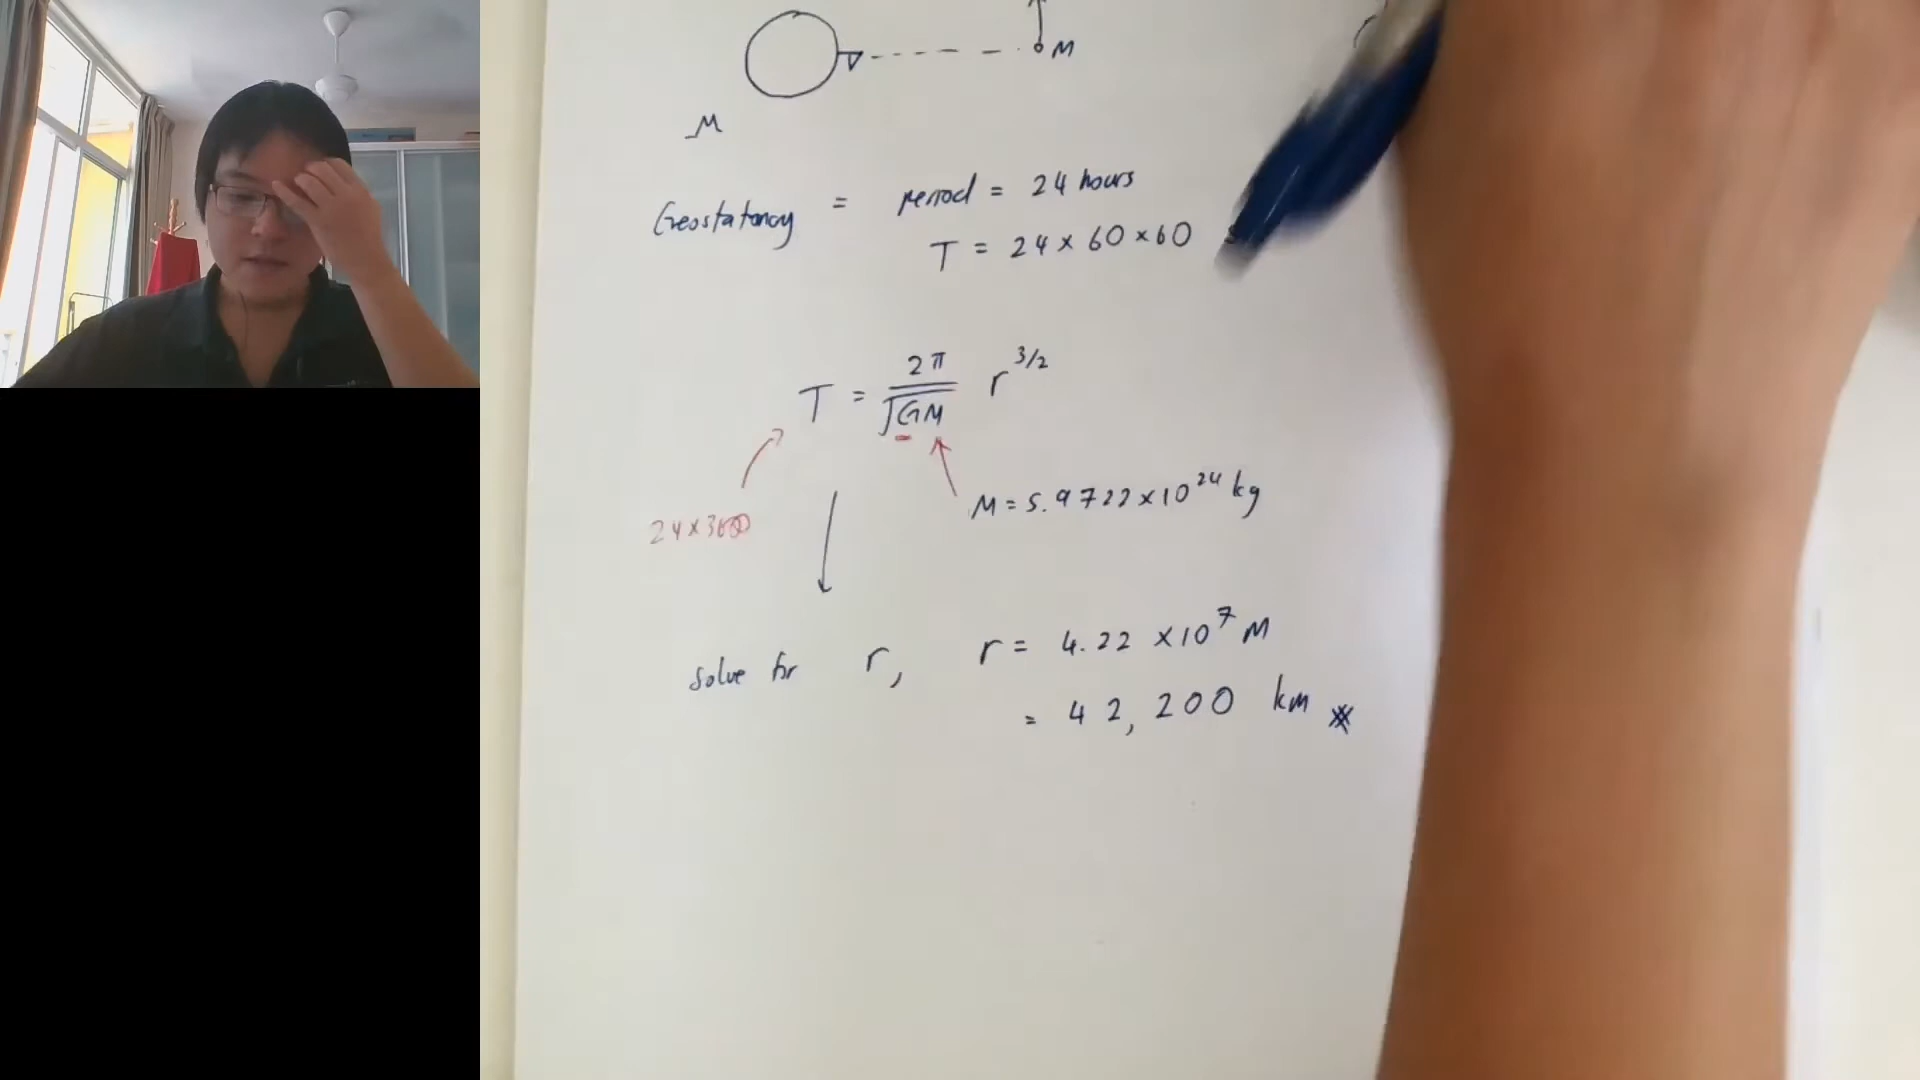 M
M
Geostatonay = period = 24 hours
T = 24 × 60 × 60
T = 2π/√GM r^3/2
M = 5.9722 × 10^24 kg
24 × 3600
solve for r, r = 4.22 × 10^7 M
= 42,200 km